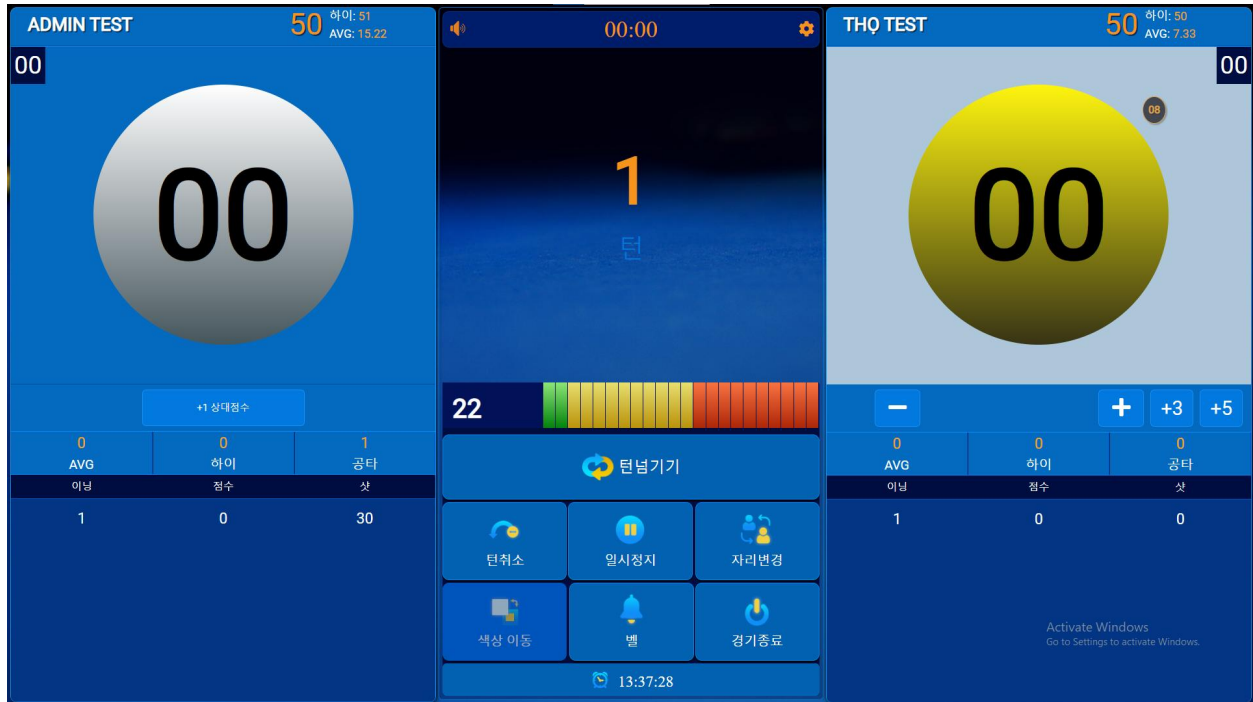 ADMIN TEST
50
하이: 51
AVG: 15.22
00
00
+1 상대점수
0 0 1
AVG 하이 공타
이닝 점수 샷
1 0 30
00:00
1
턴
22
턴넘기기
턴취소 일시정지 자리변경
색상 이동 벨 경기종료
13:37:28
THỌ TEST
50
하이: 50
AVG: 7.33
00
08
00
+3 +5
0 0 0
AVG 하이 공타
이닝 점수 샷
1 0 0
Activate Windows
Go to Settings to activate Windows.